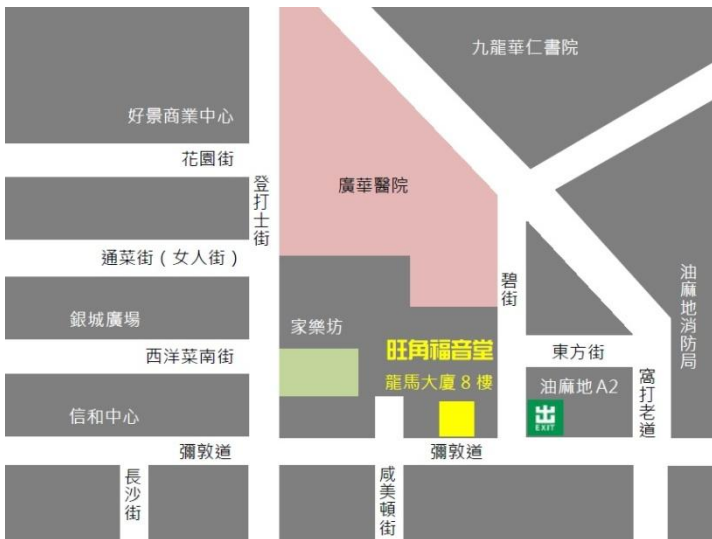 九龍華仁書院
好景商業中心
花園街
登打士街
廣華醫院
通菜街(女人街)
碧街
油麻地消防局
銀城廣場
家樂坊
旺角福音堂
西洋菜南街
東方街
龍馬大廈8樓
油麻地A2
窩打老道
信和中心
出
EXIT
彌敦道
彌敦道
長沙街
咸美頓街